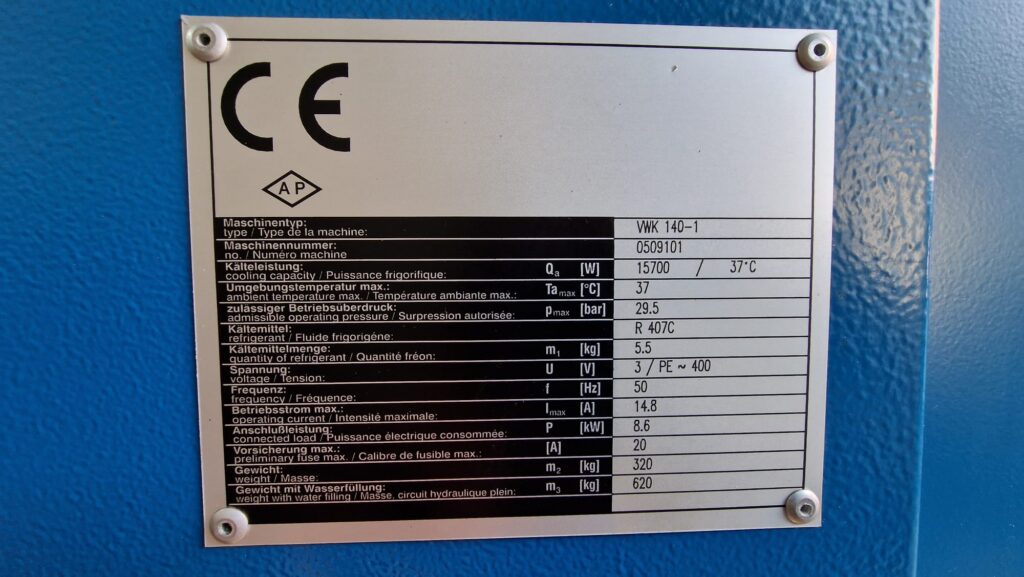 CE
AP
Maschinentyp:
type / Type de la machine: VWK 140-1
Maschinennummer:
no. / Numéro machine 0509101
Kälteleistung:
cooling capacity / Puissance frigorifique: Qa [W] 15700 / 37°C
Umgebungstemperatur max.:
ambient temperature max. / Température ambiante max.: Ta max [°C] 37
zulässiger Betriebsüberdruck:
admissible operating pressure / Surpression autorisée: pmax [bar] 29.5
Kältemittel:
refrigerant / Fluide frigorigéne: R 407C
Kältemittelmenge:
quantity of refrigerant / Quantité fréon: m1 [kg] 5.5
Spannung:
voltage / Tension: U [V] 3 / PE ~ 400
Frequenz:
frequency / Fréquence: f [Hz] 50
Betriebsstrom max.:
operating current / Intensité maximale: Imax [A] 14.8
Anschlußleistung:
connected load / Puissance électrique consommée: P [kW] 8.6
Vorsicherung max.:
preliminary fuse max. / Calibre de fusible max.: [A] 20
Gewicht:
weight / Masse: m2 [kg] 320
Gewicht mit Wasserfüllung:
weight with water filling / Masse, circuit hydraulique plein: m3 [kg] 620